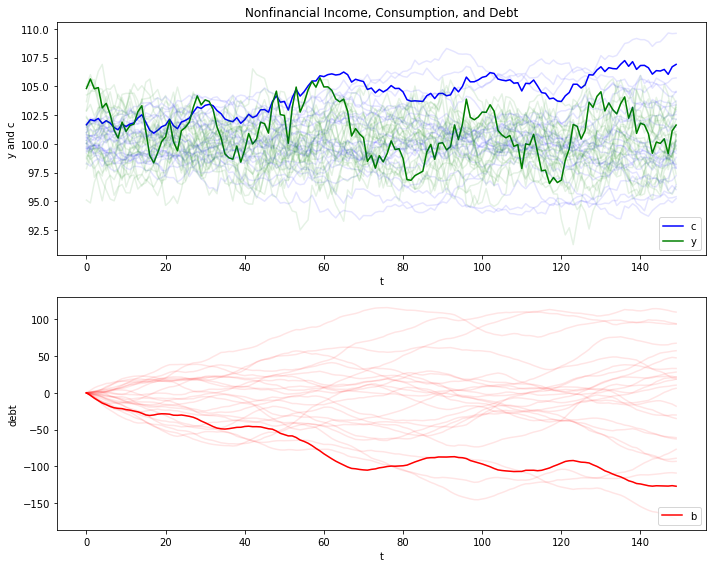 Nonfinancial Income, Consumption, and Debt
110.0
107.5
105.0
102.5
100.0
97.5
95.0
92.5
y and c
c
y
0 20 40 60 80 100 120 140
t
100
50
0
−50
−100
−150
debt
b
0 20 40 60 80 100 120 140
t